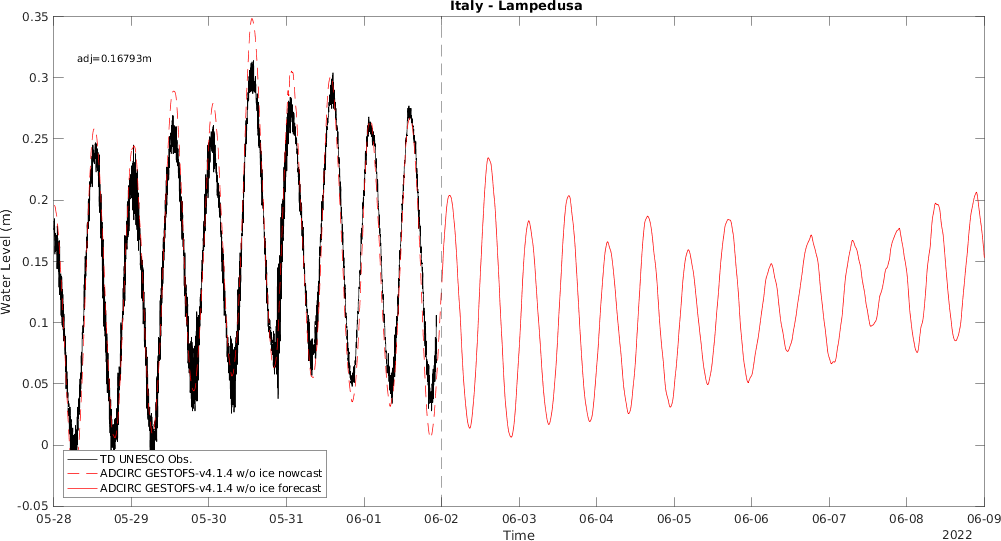 Italy - Lampedusa
0.35
adj=0.16793m
0.3
0.25
0.2
0.15
0.1
0.05
0
-0.05
Water Level (m)
TD UNESCO Obs.
ADCIRC GESTOFS-v4.1.4 w/o ice nowcast
ADCIRC GESTOFS-v4.1.4 w/o ice forecast
05-28 05-29 05-30 05-31 06-01 06-02 06-03 06-04 06-05 06-06 06-07 06-08 06-09
Time
2022